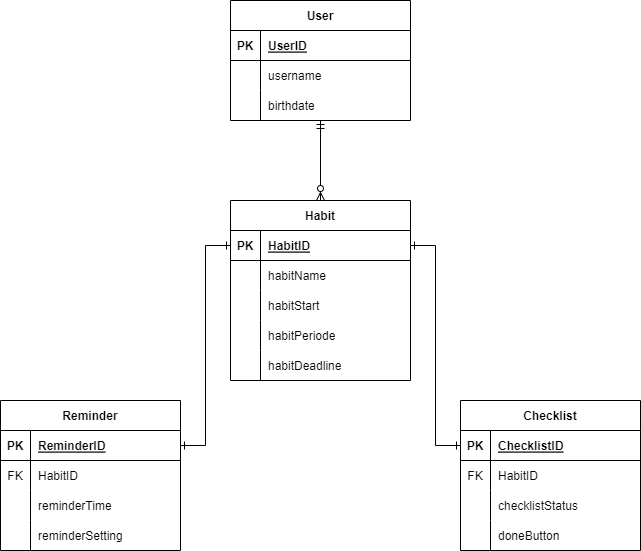 User
PK UserID
username
birthdate
Habit
PK HabitID
habitName
habitStart
habitPeriode
habitDeadline
Reminder
PK ReminderID
FK HabitID
reminderTime
reminderSetting
Checklist
PK ChecklistID
FK HabitID
checklistStatus
doneButton